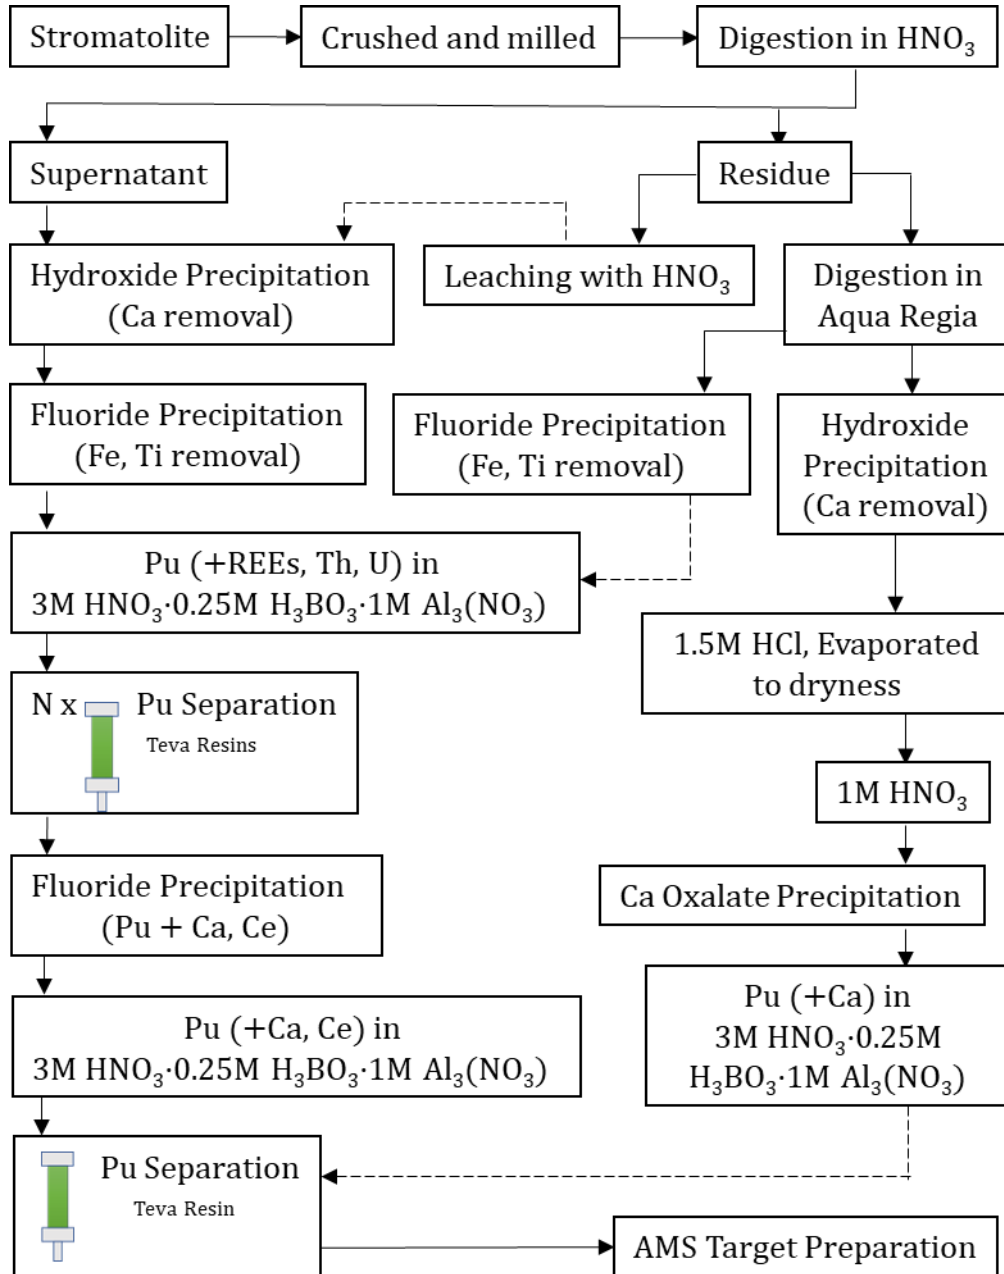 Stromatolite
Crushed and milled
Digestion in HNO₃
Supernatant
Residue
Hydroxide Precipitation
(Ca removal)
Leaching with HNO₃
Digestion in
Aqua Regia
Fluoride Precipitation
(Fe, Ti removal)
Fluoride Precipitation
(Fe, Ti removal)
Hydroxide
Precipitation
(Ca removal)
Pu (+REEs, Th, U) in
3M HNO₃·0.25M H₃BO₃·1M Al₃(NO₃)
1.5M HCl, Evaporated
to dryness
N x Pu Separation
Teva Resins
1M HNO₃
Fluoride Precipitation
(Pu + Ca, Ce)
Ca Oxalate Precipitation
Pu (+Ca, Ce) in
3M HNO₃·0.25M H₃BO₃·1M Al₃(NO₃)
Pu (+Ca) in
3M HNO₃·0.25M
H₃BO₃·1M Al₃(NO₃)
Pu Separation
Teva Resin
AMS Target Preparation